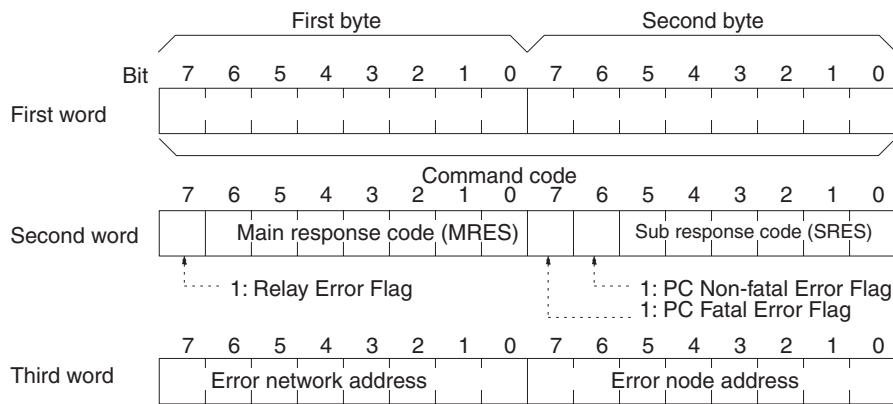 First byte Second byte
Bit 7 6 5 4 3 2 1 0 7 6 5 4 3 2 1 0
First word
Command code
7 6 5 4 3 2 1 0 7 6 5 4 3 2 1 0
Second word Main response code (MRES) Sub response code (SRES)
1: Relay Error Flag 1: PC Non-fatal Error Flag
1: PC Fatal Error Flag
7 6 5 4 3 2 1 0 7 6 5 4 3 2 1 0
Third word Error network address Error node address